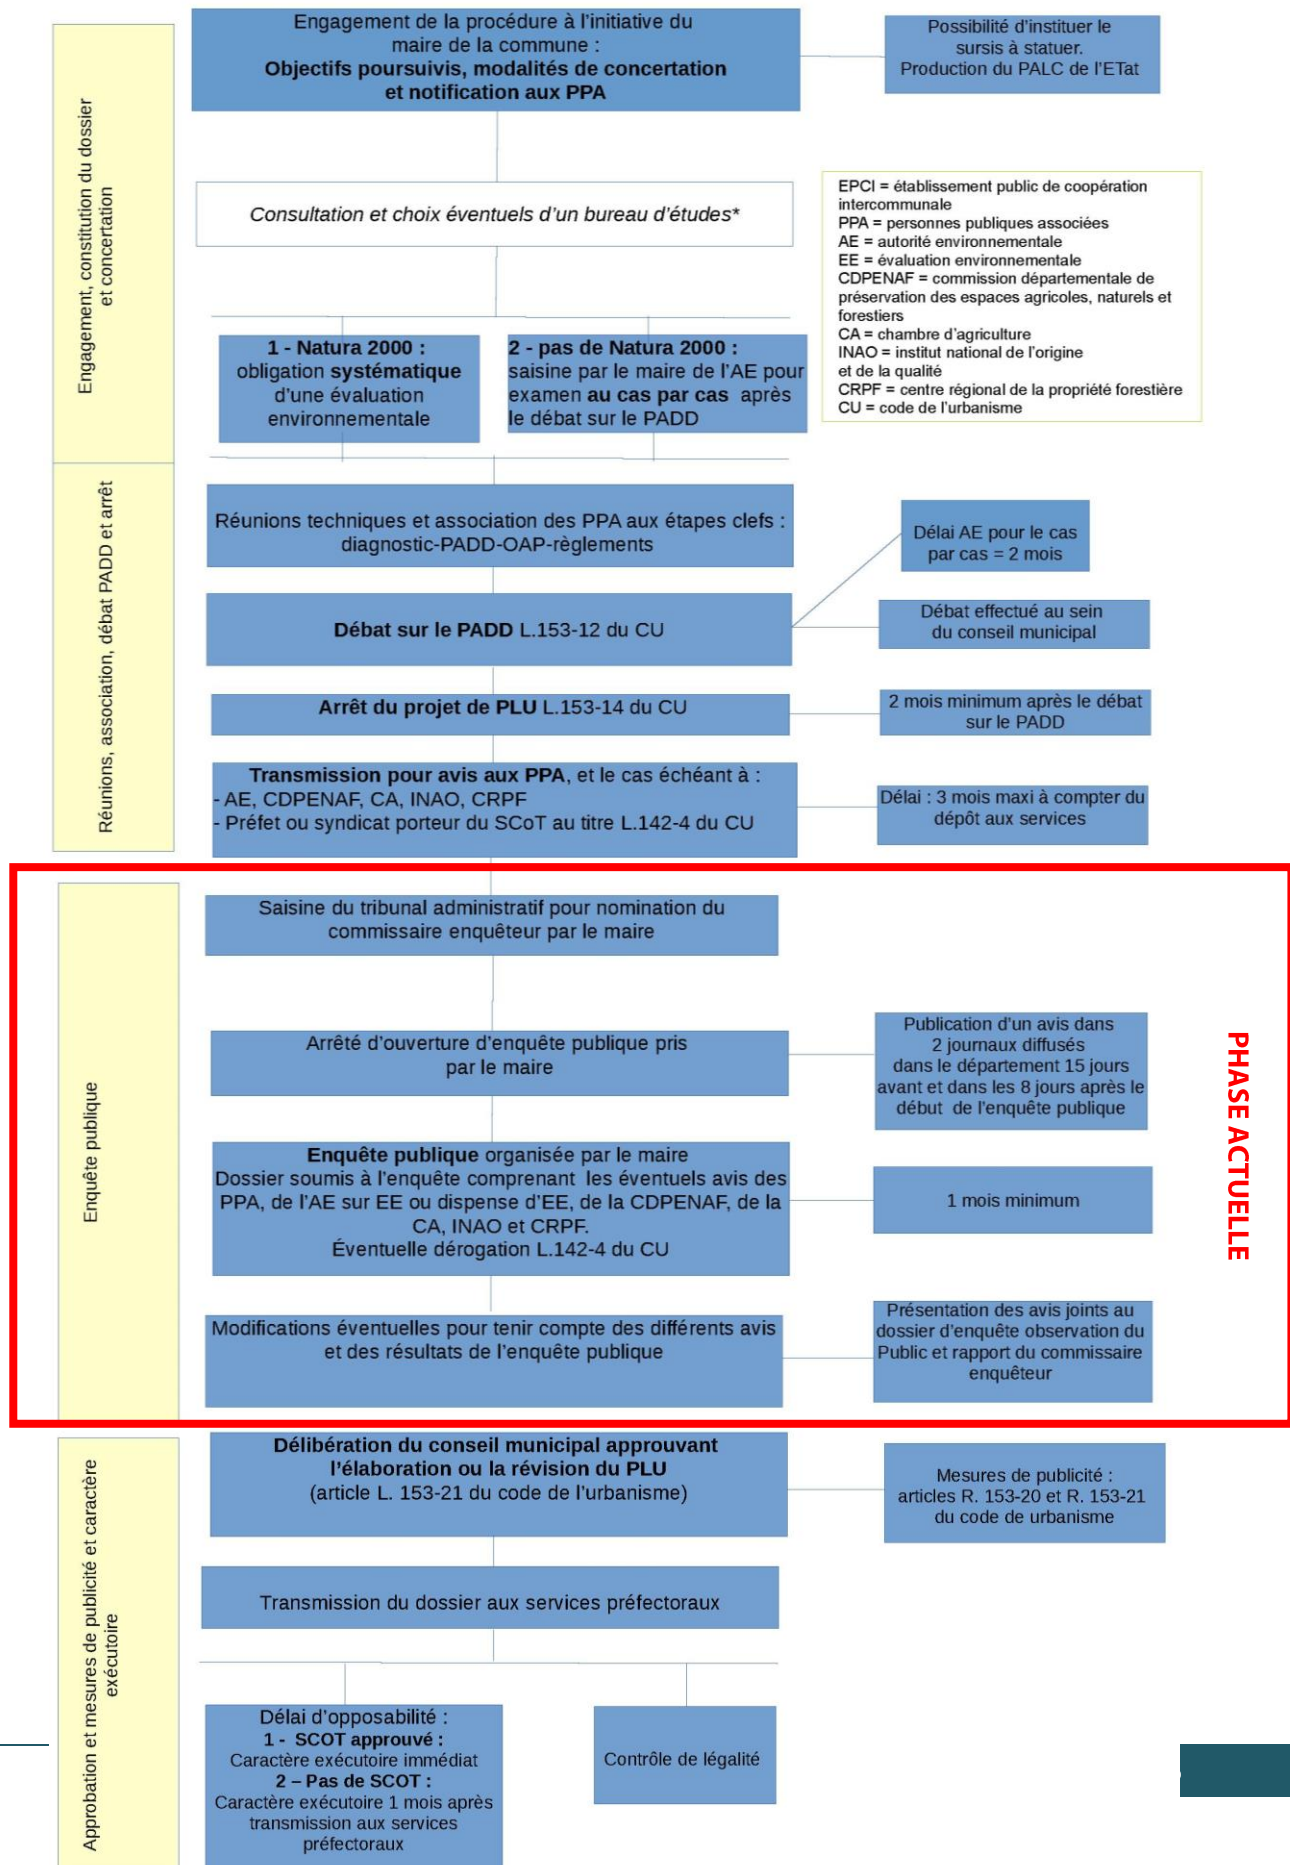 Engagement, constitution du dossier
et concertation
Engagement de la procédure à l'initiative du
maire de la commune :
Objectifs poursuivis, modalités de concertation
et notification aux PPA
Possibilité d'instituer le
sursis à statuer.
Production du PALC de l'ETat
Consultation et choix éventuels d'un bureau d'études*
EPCI = établissement public de coopération
intercommunale
PPA = personnes publiques associées
AE = autorité environnementale
EE = évaluation environnementale
CDPENAF = commission départementale de
préservation des espaces agricoles, naturels et
forestiers
CA = chambre d'agriculture
INAO = institut national de l'origine
et de la qualité
CRPF = centre régional de la propriété forestière
CU = code de l'urbanisme
1 - Natura 2000 :
obligation systématique
d'une évaluation
environnementale
2 - pas de Natura 2000 :
saisine par le maire de l'AE pour
examen au cas par cas après
le débat sur le PADD
Réunions, association, débat PADD et arrêt
Réunions techniques et association des PPA aux étapes clefs :
diagnostic-PADD-OAP-règlements
Délai AE pour le cas
par cas = 2 mois
Débat sur le PADD L.153-12 du CU
Débat effectué au sein
du conseil municipal
Arrêt du projet de PLU L.153-14 du CU
2 mois minimum après le débat
sur le PADD
Transmission pour avis aux PPA, et le cas échéant à :
- AE, CDPENAF, CA, INAO, CRPF
- Préfet ou syndicat porteur du SCoT au titre L.142-4 du CU
Délai : 3 mois maxi à compter du
dépôt aux services
Enquête publique
Saisine du tribunal administratif pour nomination du
commissaire enquêteur par le maire
Arrêté d'ouverture d'enquête publique pris
par le maire
Publication d'un avis dans
2 journaux diffusés
dans le département 15 jours
avant et dans les 8 jours après le
début de l'enquête publique
PHASE ACTUELLE
Enquête publique organisée par le maire
Dossier soumis à l'enquête comprenant les éventuels avis des
PPA, de l'AE sur EE ou dispense d'EE, de la CDPENAF, de la
CA, INAO et CRPF.
Éventuelle dérogation L.142-4 du CU
1 mois minimum
Modifications éventuelles pour tenir compte des différents avis
et des résultats de l'enquête publique
Présentation des avis joints au
dossier d'enquête observation du
Public et rapport du commissaire
enquêteur
Approbation et mesures de publicité et caractère
exécutoire
Délibération du conseil municipal approuvant
l'élaboration ou la révision du PLU
(article L. 153-21 du code de l'urbanisme)
Mesures de publicité :
articles R. 153-20 et R. 153-21
du code de urbanisme
Transmission du dossier aux services préfectoraux
Délai d'opposabilité :
1 - SCOT approuvé :
Caractère exécutoire immédiat
2 – Pas de SCOT :
Caractère exécutoire 1 mois après
transmission aux services
préfectoraux
Contrôle de légalité